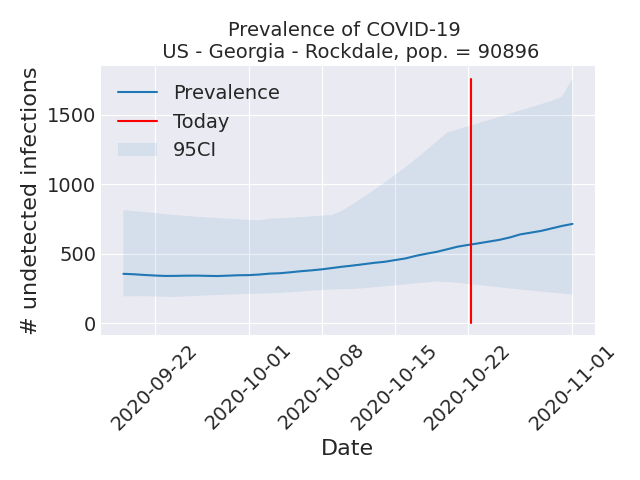 Prevalence of COVID-19
US - Georgia - Rockdale, pop. = 90896
# undetected infections
1500
1000
500
0
Prevalence
Today
95CI
2020-09-22
2020-10-01
2020-10-08
2020-10-15
2020-10-22
2020-11-01
Date